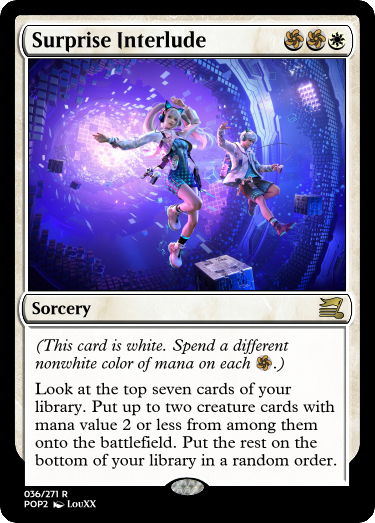 Surprise Interlude
Sorcery
(This card is white. Spend a different
nonwhite color of mana on each .)
Look at the top seven cards of your
library. Put up to two creature cards with
mana value 2 or less from among them
onto the battlefield. Put the rest on the
bottom of your library in a random order.
036/271 R
POP2 LouXX